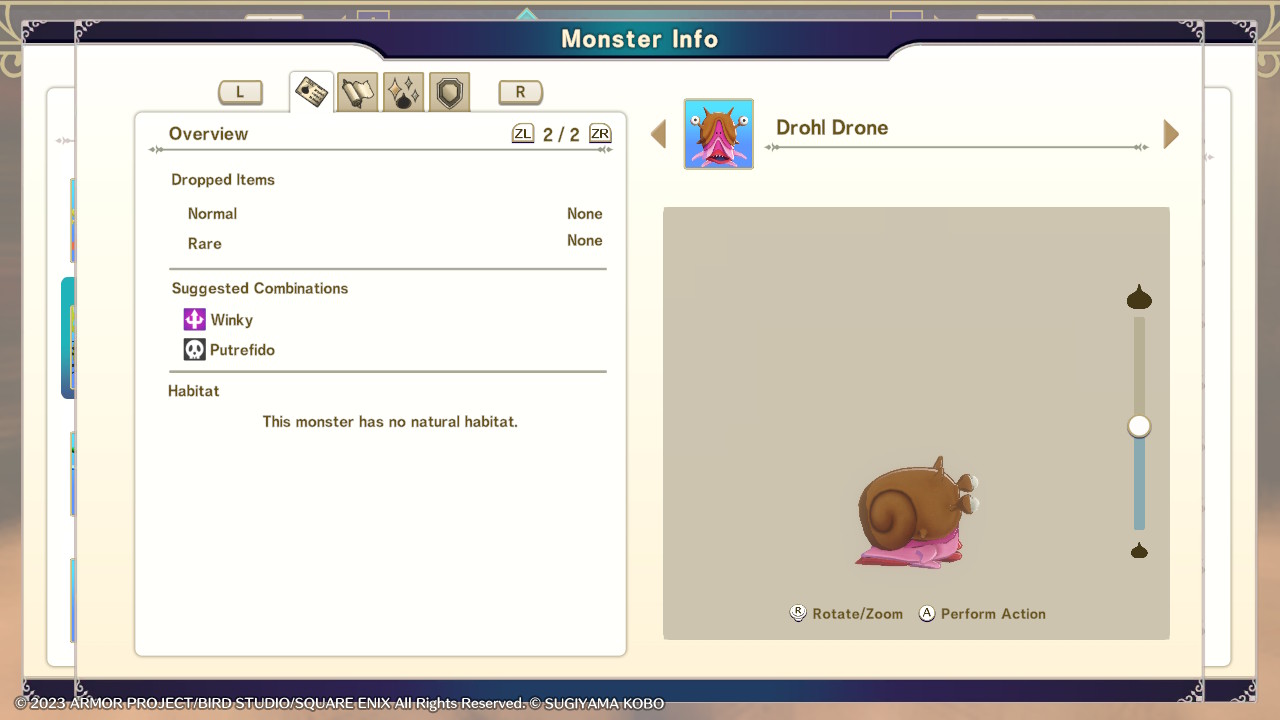 Monster Info
L
R
Overview
ZL 2 / 2 ZR
Dropped Items
Normal None
Rare None
Suggested Combinations
Winky
Putrefido
Habitat
This monster has no natural habitat.
Drohl Drone
R Rotate/Zoom A Perform Action
© 2023 ARMOR PROJECT/BIRD STUDIO/SQUARE ENIX All Rights Reserved. © SUGIYAMA KOBO